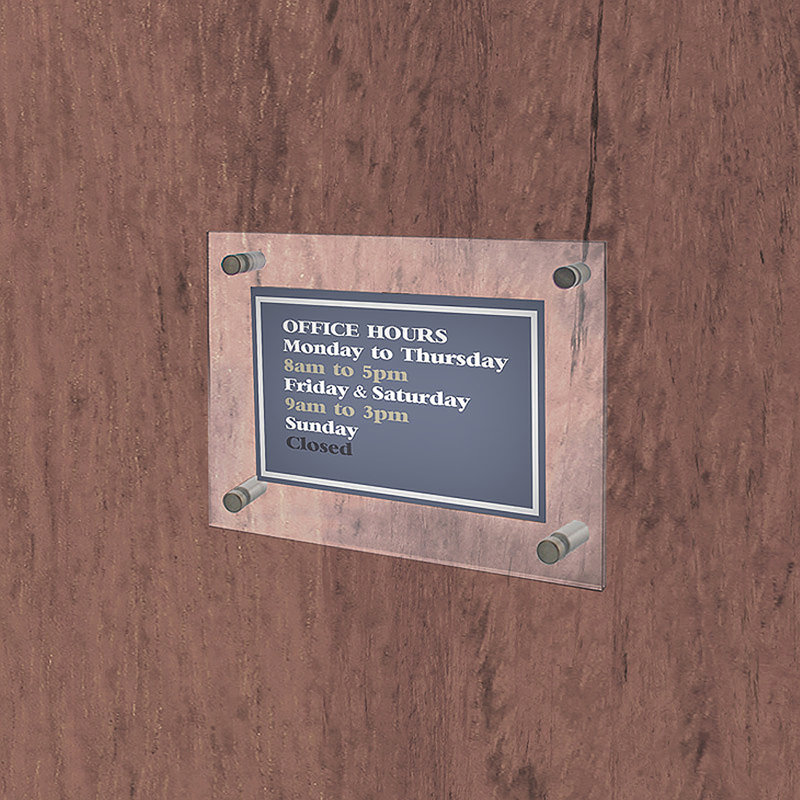 OFFICE HOURS
Monday to Thursday
8am to 5pm
Friday & Saturday
9am to 3pm
Sunday
Closed